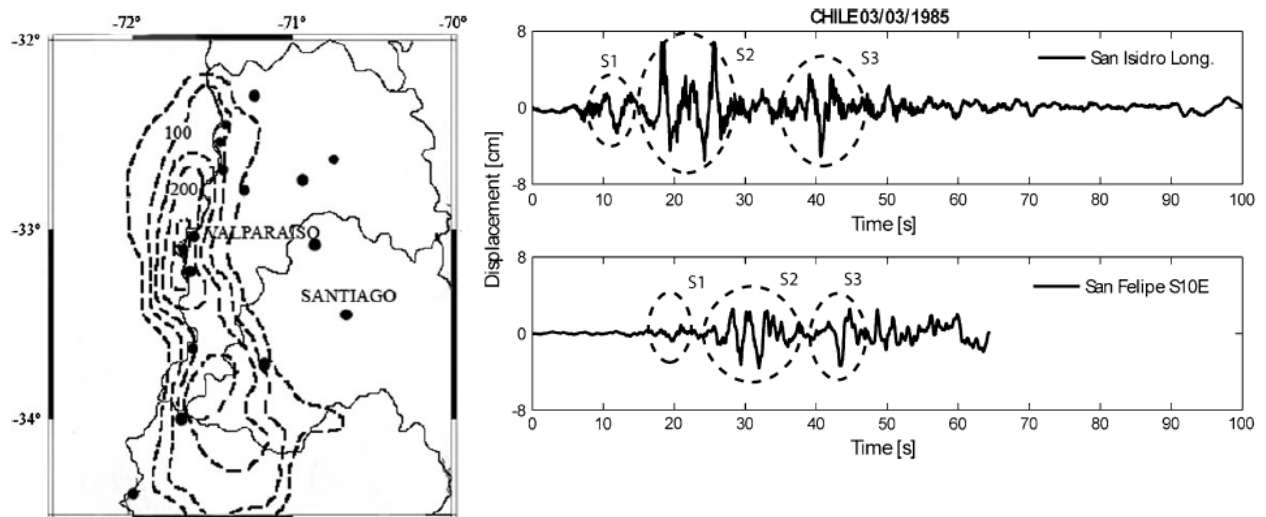 -72°
-71°
-70°
-32°
-33°
-34°
100
200
VALPARAISO
SANTIAGO
CHILE 03/03/1985
S1
S2
S3
San Isidro Long.
8
0
-8
0 10 20 30 40 50 60 70 80 90 100
Time [s]
Displacement [cm]
S1
S2
S3
San Felipe S10E
8
0
-8
0 10 20 30 40 50 60 70 80 90 100
Time [s]